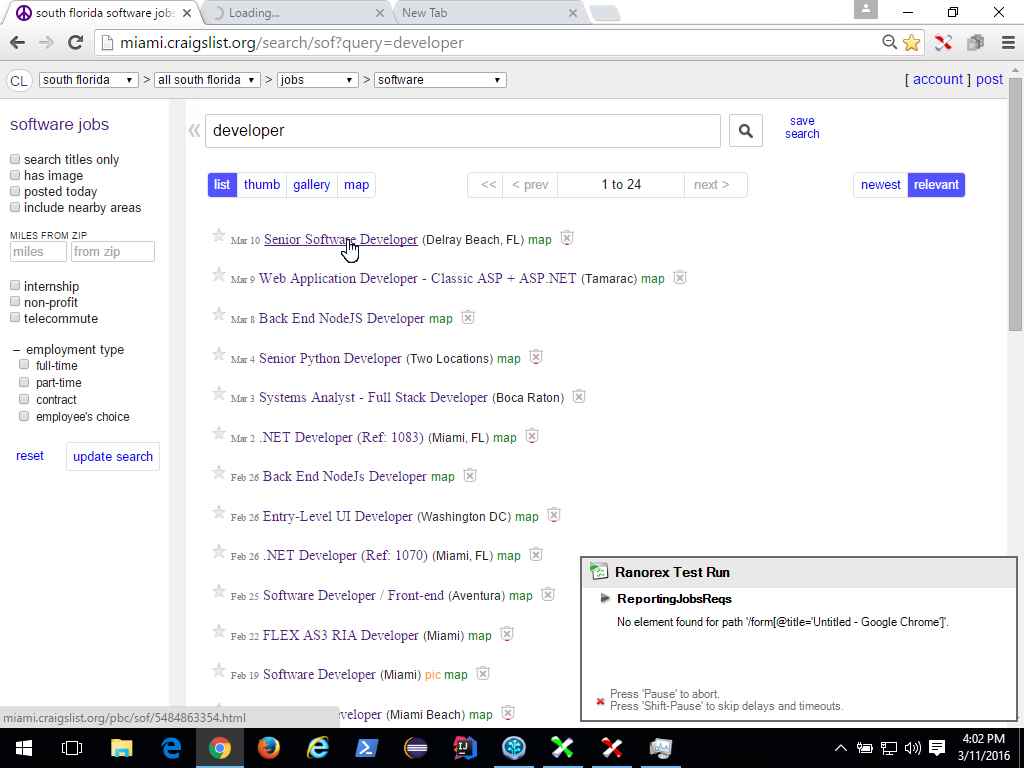 south florida software jobs
Loading...
New Tab
miami.craigslist.org/search/sof?query=developer
CL
south florida > all south florida > jobs > software
[ account ] post
software jobs
search titles only
has image
posted today
include nearby areas
MILES FROM ZIP
miles
from zip
internship
non-profit
telecommute
– employment type
full-time
part-time
contract
employee's choice
reset
update search
«
developer
save
search
list thumb gallery map
<< < prev 1 to 24 next >
newest relevant
Mar 10 Senior Software Developer (Delray Beach, FL) map
Mar 9 Web Application Developer - Classic ASP + ASP.NET (Tamarac) map
Mar 8 Back End NodeJS Developer map
Mar 4 Senior Python Developer (Two Locations) map
Mar 3 Systems Analyst - Full Stack Developer (Boca Raton)
Mar 2 .NET Developer (Ref: 1083) (Miami, FL) map
Feb 26 Back End NodeJs Developer map
Feb 26 Entry-Level UI Developer (Washington DC) map
Feb 26 .NET Developer (Ref: 1070) (Miami, FL) map
Feb 25 Software Developer / Front-end (Aventura) map
Feb 22 FLEX AS3 RIA Developer (Miami) map
Feb 19 Software Developer (Miami) pic map
veloper (Miami Beach) map
miami.craigslist.org/pbc/sof/5484863354.html
Ranorex Test Run
ReportingJobsReqs
No element found for path '/form[@title='Untitled - Google Chrome']'.
Press 'Pause' to abort.
Press 'Shift-Pause' to skip delays and timeouts.
4:02 PM
3/11/2016